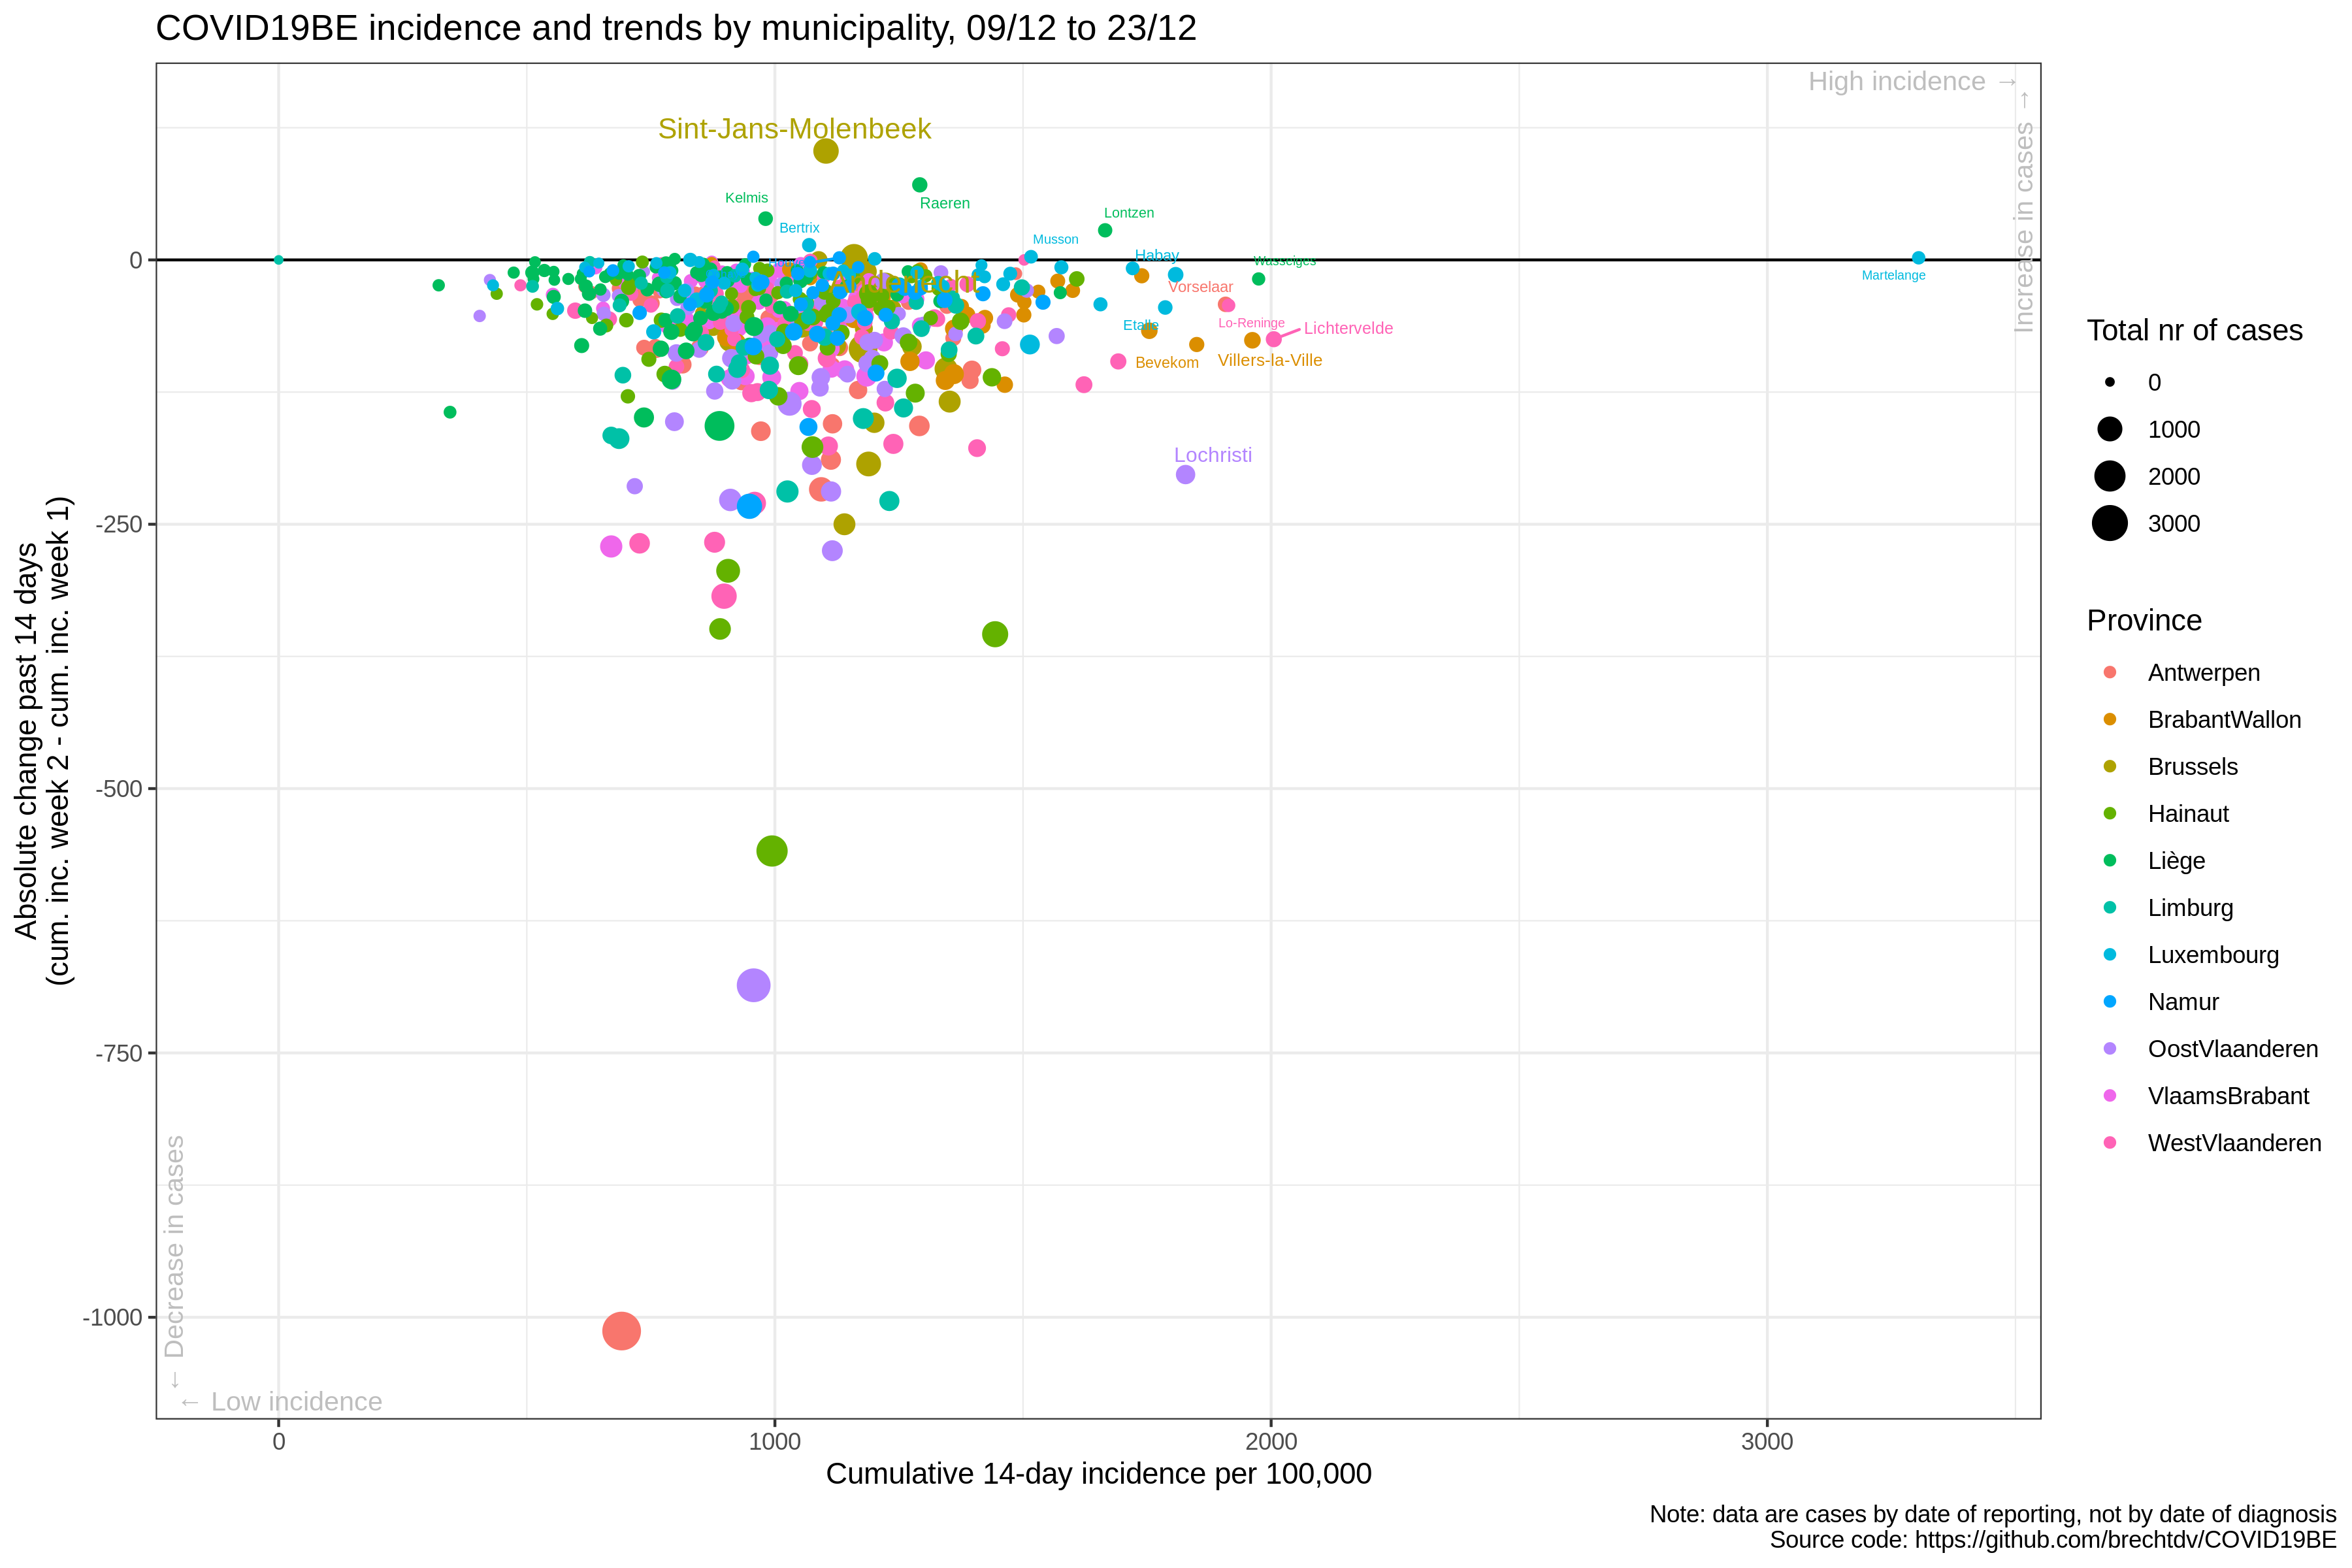 COVID19BE incidence and trends by municipality, 09/12 to 23/12
High incidence →
Increase in cases →
Sint-Jans-Molenbeek
Kelmis
Raeren
Lontzen
Bertrix
Musson
Habay
Wasseiges
Martelange
Anderlecht
Vorselaar
Etalle
Lo-Reninge
Lichtervelde
Bevekom
Villers-la-Ville
Lochristi
← Decrease in cases
← Low incidence
0
-250
-500
-750
-1000
0
1000
2000
3000
Absolute change past 14 days
(cum. inc. week 2 - cum. inc. week 1)
Cumulative 14-day incidence per 100,000
Total nr of cases
0
1000
2000
3000
Province
Antwerpen
BrabantWallon
Brussels
Hainaut
Liège
Limburg
Luxembourg
Namur
OostVlaanderen
VlaamsBrabant
WestVlaanderen
Note: data are cases by date of reporting, not by date of diagnosis
Source code: https://github.com/brechtdv/COVID19BE